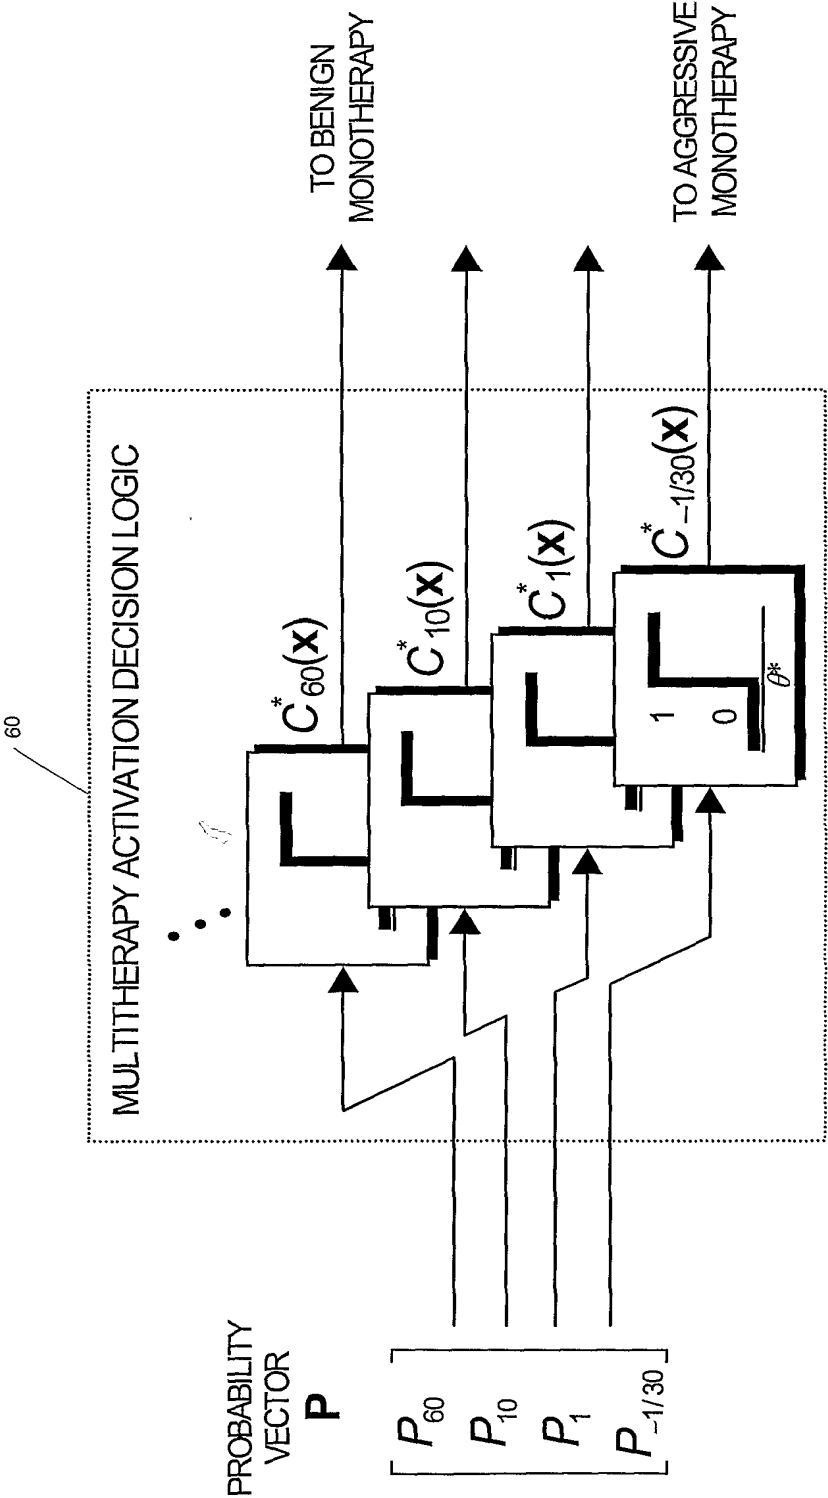 60
MULTITHERAPY ACTIVATION DECISION LOGIC
PROBABILITY
VECTOR
P
P60
P10
P1
P–1/30
C*60(x)
C*10(x)
C*1(x)
C*–1/30(x)
1
0
θ*
TO BENIGN
MONOTHERAPY
TO AGGRESSIVE
MONOTHERAPY